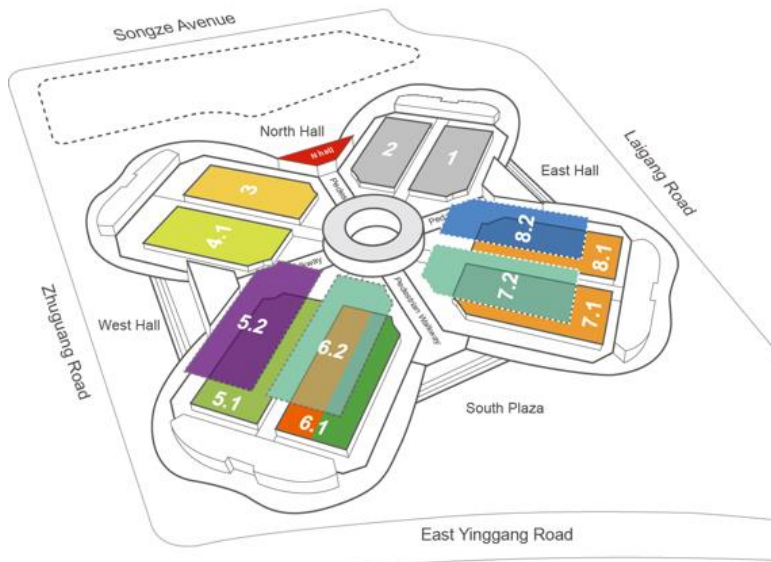 Songze Avenue
North Hall
N hall
2
1
East Hall
Laigang Road
3
4.1
8.2
8.1
7.2
7.1
Pedestrian Walkway
Zhuguang Road
West Hall
5.2
6.2
5.1
6.1
South Plaza
East Yinggang Road